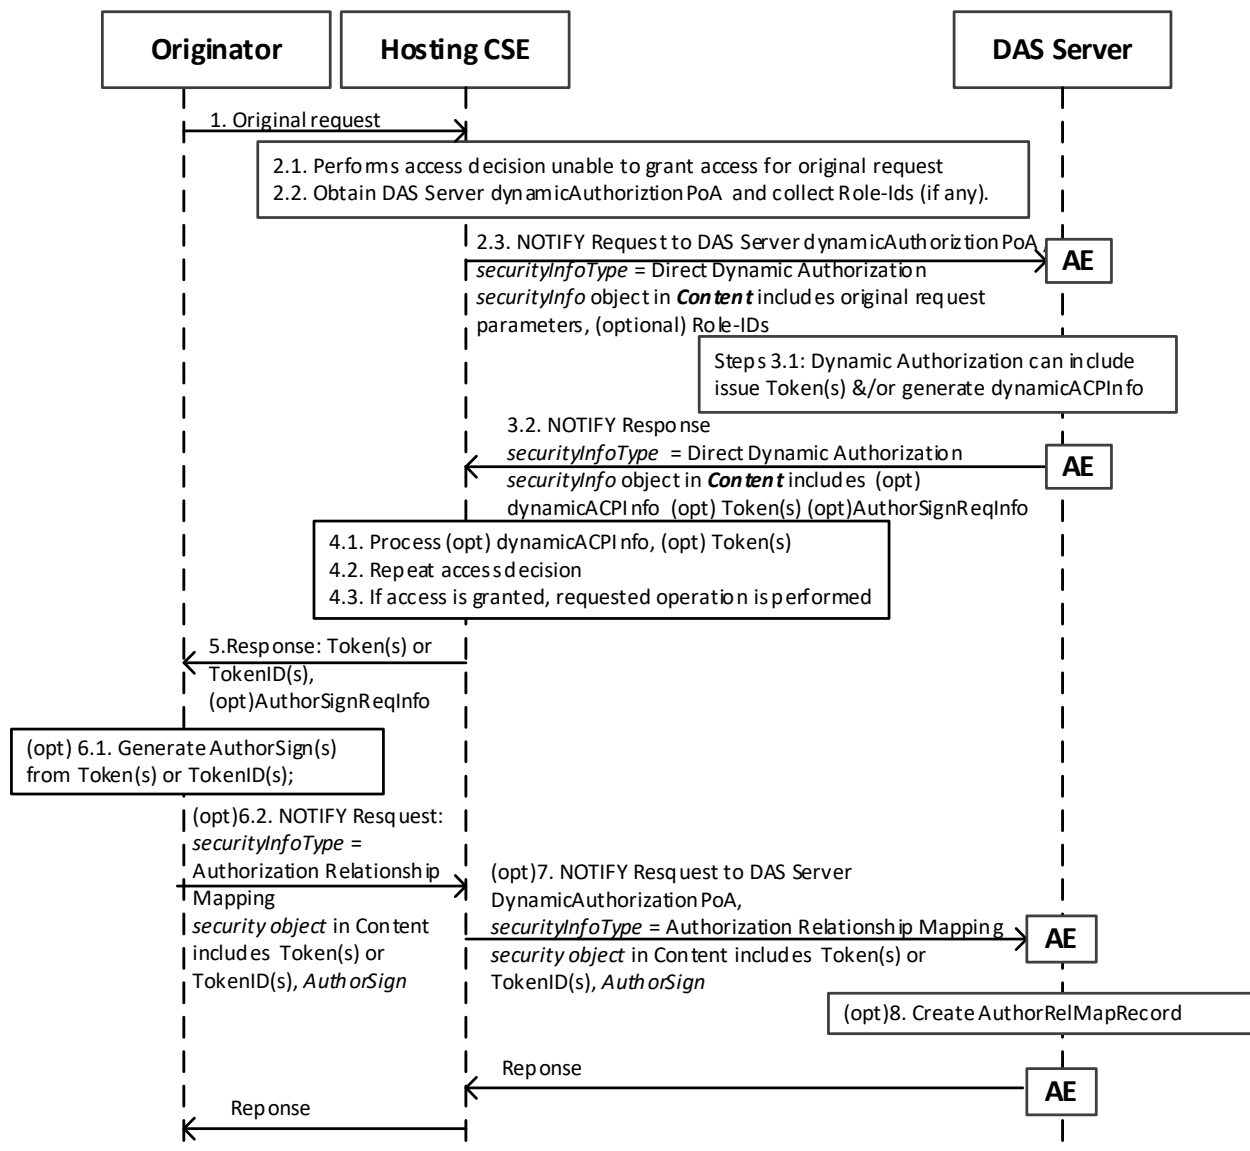 Originator
Hosting CSE
DAS Server
1. Original request
2.1. Performs access decision unable to grant access for original request
2.2. Obtain DAS Server dynamicAuthoriztionPoA and collect Role-Ids (if any).
2.3. NOTIFY Request to DAS Server dynamicAuthoriztionPoA,
securityInfoType = Direct Dynamic Authorization
securityInfo object in Content includes original request
parameters, (optional) Role-IDs
AE
Steps 3.1: Dynamic Authorization can include
issue Token(s) &/or generate dynamicACPInfo
3.2. NOTIFY Response
securityInfoType = Direct Dynamic Authorization
securityInfo object in Content includes (opt)
dynamicACPInfo (opt) Token(s) (opt)AuthorSignReqInfo
AE
4.1. Process (opt) dynamicACPInfo, (opt) Token(s)
4.2. Repeat access decision
4.3. If access is granted, requested operation is performed
5.Response: Token(s) or
TokenID(s),
(opt)AuthorSignReqInfo
(opt) 6.1. Generate AuthorSign(s)
from Token(s) or TokenID(s);
(opt)6.2. NOTIFY Resquest:
securityInfoType =
Authorization Relationship
Mapping
security object in Content
includes Token(s) or
TokenID(s), AuthorSign
(opt)7. NOTIFY Resquest to DAS Server
DynamicAuthorizationPoA,
securityInfoType = Authorization Relationship Mapping
security object in Content includes Token(s) or
TokenID(s), AuthorSign
AE
(opt)8. Create AuthorRelMapRecord
Reponse
AE
Reponse